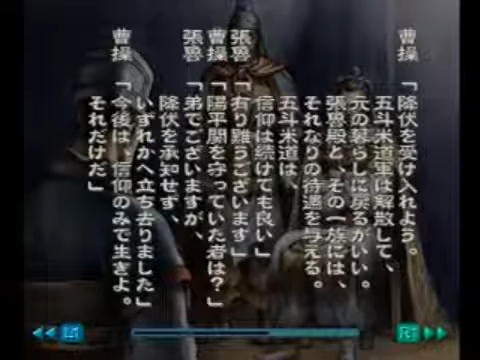 曹操「降伏を受け入れよう。
五斗米道軍は解散して、
元の暮らしに戻るがいい。
張魯殿と、その一族には、
それなりの待遇を与える。
五斗米道は、
信仰は続けても良い」
張魯「有り難うございます」
曹操「陽平関を守っていた者は？」
張魯「弟でございますが、
降伏を承知せず、
いずれかへ立ち去りました」
曹操「今後は、信仰のみで生きよ。
それだけだ」
L1
R1